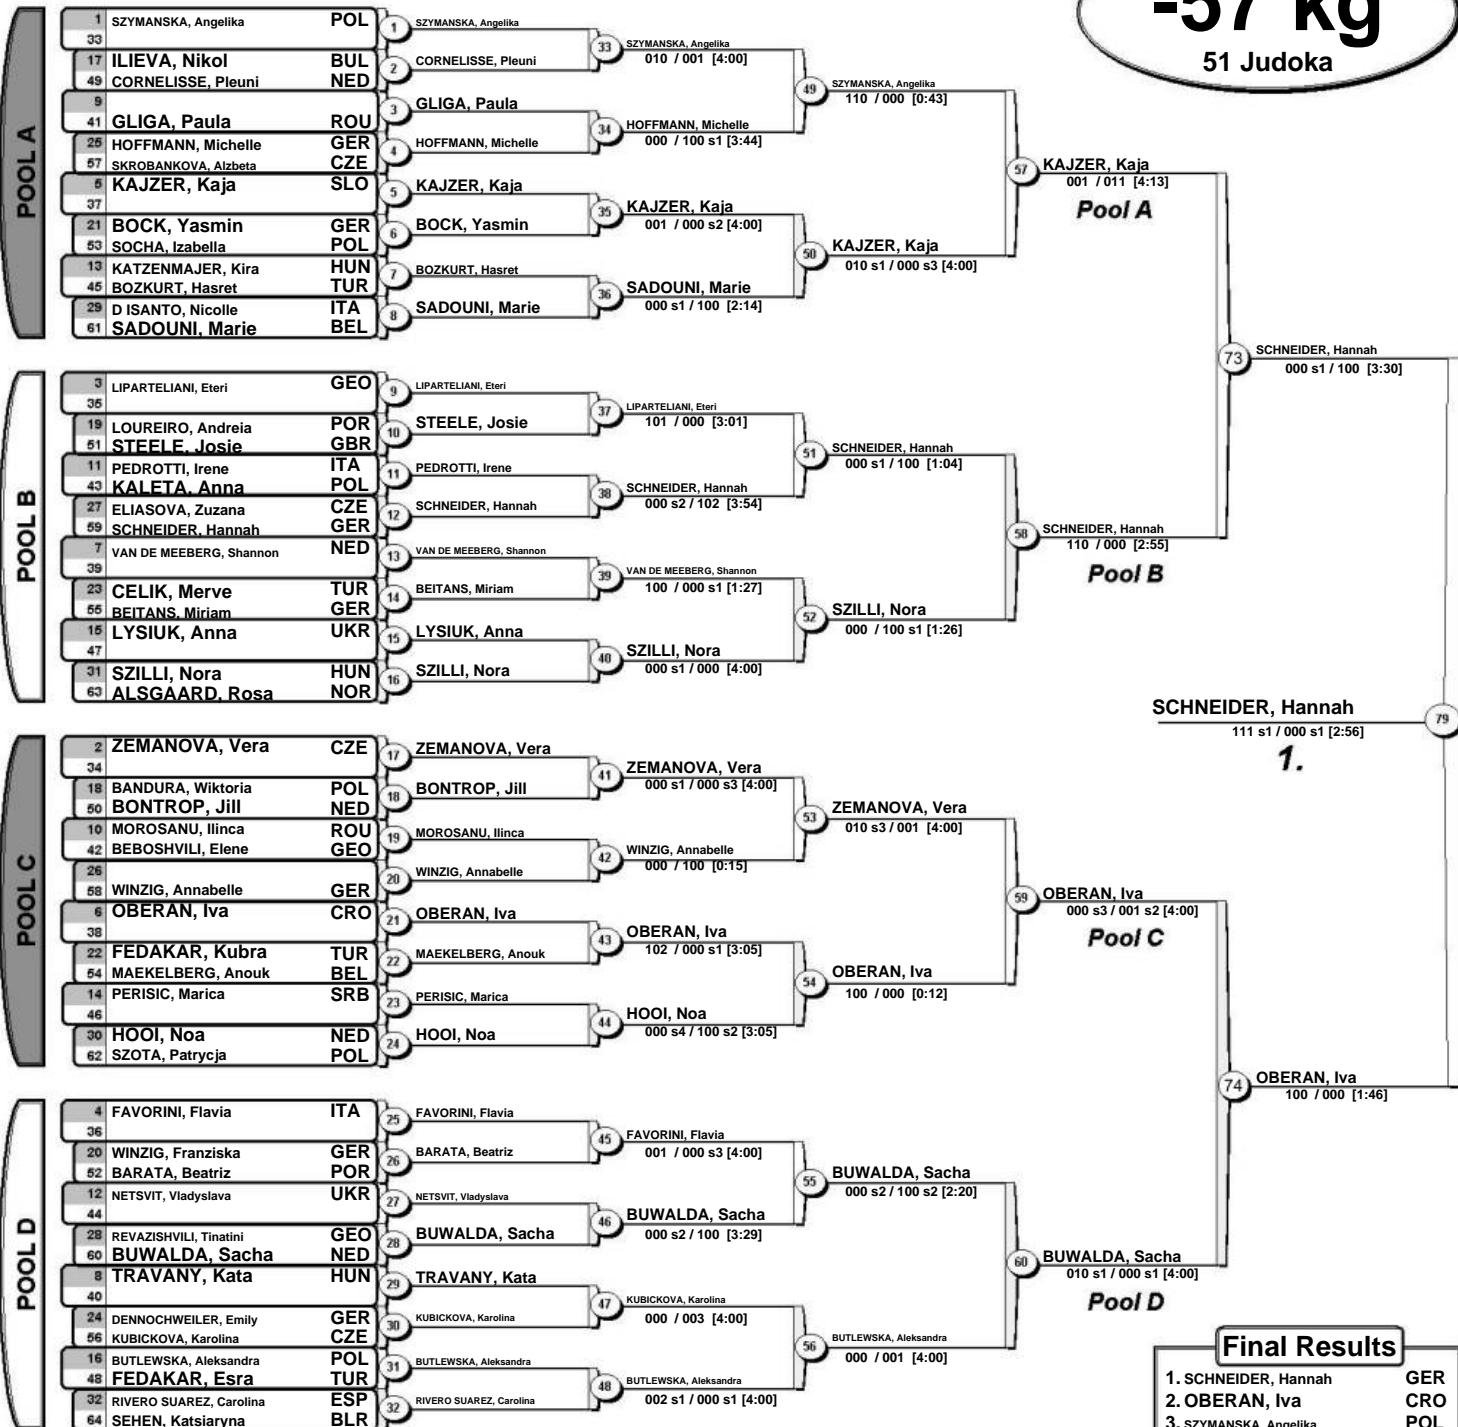 -57 kg
51 Judoka
POOL A
1 SZYMANSKA, Angelika POL
33
17 ILIEVA, Nikol BUL
49 CORNELISSE, Pleuni NED
9
41 GLIGA, Paula ROU
25 HOFFMANN, Michelle GER
57 SKROBANKOVA, Alzbeta CZE
5 KAJZER, Kaja SLO
37
21 BOCK, Yasmin GER
53 SOCHA, Izabella POL
13 KATZENMAJER, Kira HUN
45 BOZKURT, Hasret TUR
29 D ISANTO, Nicolle ITA
61 SADOUNI, Marie BEL
1 SZYMANSKA, Angelika
2 CORNELISSE, Pleuni
3 GLIGA, Paula
4 HOFFMANN, Michelle
5 KAJZER, Kaja
6 BOCK, Yasmin
7 BOZKURT, Hasret
8 SADOUNI, Marie
33 SZYMANSKA, Angelika
010 / 001 [4:00]
34 HOFFMANN, Michelle
000 / 100 s1 [3:44]
35 KAJZER, Kaja
001 / 000 s2 [4:00]
36 SADOUNI, Marie
000 s1 / 100 [2:14]
49 SZYMANSKA, Angelika
110 / 000 [0:43]
50 KAJZER, Kaja
010 s1 / 000 s3 [4:00]
57 KAJZER, Kaja
001 / 011 [4:13]
Pool A
POOL B
3 LIPARTELIANI, Eteri GEO
35
19 LOUREIRO, Andreia POR
51 STEELE, Josie GBR
11 PEDROTTI, Irene ITA
43 KALETA, Anna POL
27 ELIASOVA, Zuzana CZE
59 SCHNEIDER, Hannah GER
7 VAN DE MEEBERG, Shannon NED
39
23 CELIK, Merve TUR
55 BEITANS, Miriam GER
15 LYSIUK, Anna UKR
47
31 SZILLI, Nora HUN
63 ALSGAARD, Rosa NOR
9 LIPARTELIANI, Eteri
10 STEELE, Josie
11 PEDROTTI, Irene
12 SCHNEIDER, Hannah
13 VAN DE MEEBERG, Shannon
14 BEITANS, Miriam
15 LYSIUK, Anna
16 SZILLI, Nora
37 LIPARTELIANI, Eteri
101 / 000 [3:01]
38 SCHNEIDER, Hannah
000 s2 / 102 [3:54]
39 VAN DE MEEBERG, Shannon
100 / 000 s1 [1:27]
40 SZILLI, Nora
000 s1 / 000 [4:00]
51 SCHNEIDER, Hannah
000 s1 / 100 [1:04]
52 SZILLI, Nora
000 / 100 s1 [1:26]
58 SCHNEIDER, Hannah
110 / 000 [2:55]
Pool B
73 SCHNEIDER, Hannah
000 s1 / 100 [3:30]
SCHNEIDER, Hannah 79
111 s1 / 000 s1 [2:56]
1.
POOL C
2 ZEMANOVA, Vera CZE
34
18 BANDURA, Wiktoria POL
50 BONTROP, Jill NED
10 MOROSANU, Ilinca ROU
42 BEBOSHVILI, Elene GEO
26
58 WINZIG, Annabelle GER
6 OBERAN, Iva CRO
38
22 FEDAKAR, Kubra TUR
54 MAEKELBERG, Anouk BEL
14 PERISIC, Marica SRB
46
30 HOOI, Noa NED
62 SZOTA, Patrycja POL
17 ZEMANOVA, Vera
18 BONTROP, Jill
19 MOROSANU, Ilinca
20 WINZIG, Annabelle
21 OBERAN, Iva
22 MAEKELBERG, Anouk
23 PERISIC, Marica
24 HOOI, Noa
41 ZEMANOVA, Vera
000 s1 / 000 s3 [4:00]
42 WINZIG, Annabelle
000 / 100 [0:15]
43 OBERAN, Iva
102 / 000 s1 [3:05]
44 HOOI, Noa
000 s4 / 100 s2 [3:05]
53 ZEMANOVA, Vera
010 s3 / 001 [4:00]
54 OBERAN, Iva
100 / 000 [0:12]
59 OBERAN, Iva
000 s3 / 001 s2 [4:00]
Pool C
POOL D
4 FAVORINI, Flavia ITA
36
20 WINZIG, Franziska GER
52 BARATA, Beatriz POR
12 NETSVIT, Vladyslava UKR
44
28 REVAZISHVILI, Tinatini GEO
60 BUWALDA, Sacha NED
8 TRAVANY, Kata HUN
40
24 DENNOCHWEILER, Emily GER
56 KUBICKOVA, Karolina CZE
16 BUTLEWSKA, Aleksandra POL
48 FEDAKAR, Esra TUR
32 RIVERO SUAREZ, Carolina ESP
64 SEHEN, Katsiaryna BLR
25 FAVORINI, Flavia
26 BARATA, Beatriz
27 NETSVIT, Vladyslava
28 BUWALDA, Sacha
29 TRAVANY, Kata
30 KUBICKOVA, Karolina
31 BUTLEWSKA, Aleksandra
32 RIVERO SUAREZ, Carolina
45 FAVORINI, Flavia
001 / 000 s3 [4:00]
46 BUWALDA, Sacha
000 s2 / 100 [3:29]
47 KUBICKOVA, Karolina
000 / 003 [4:00]
48 BUTLEWSKA, Aleksandra
002 s1 / 000 s1 [4:00]
55 BUWALDA, Sacha
000 s2 / 100 s2 [2:20]
56 BUTLEWSKA, Aleksandra
000 / 001 [4:00]
60 BUWALDA, Sacha
010 s1 / 000 s1 [4:00]
Pool D
74 OBERAN, Iva
100 / 000 [1:46]
Final Results
1. SCHNEIDER, Hannah GER
2. OBERAN, Iva CRO
3. SZYMANSKA, Angelika POL